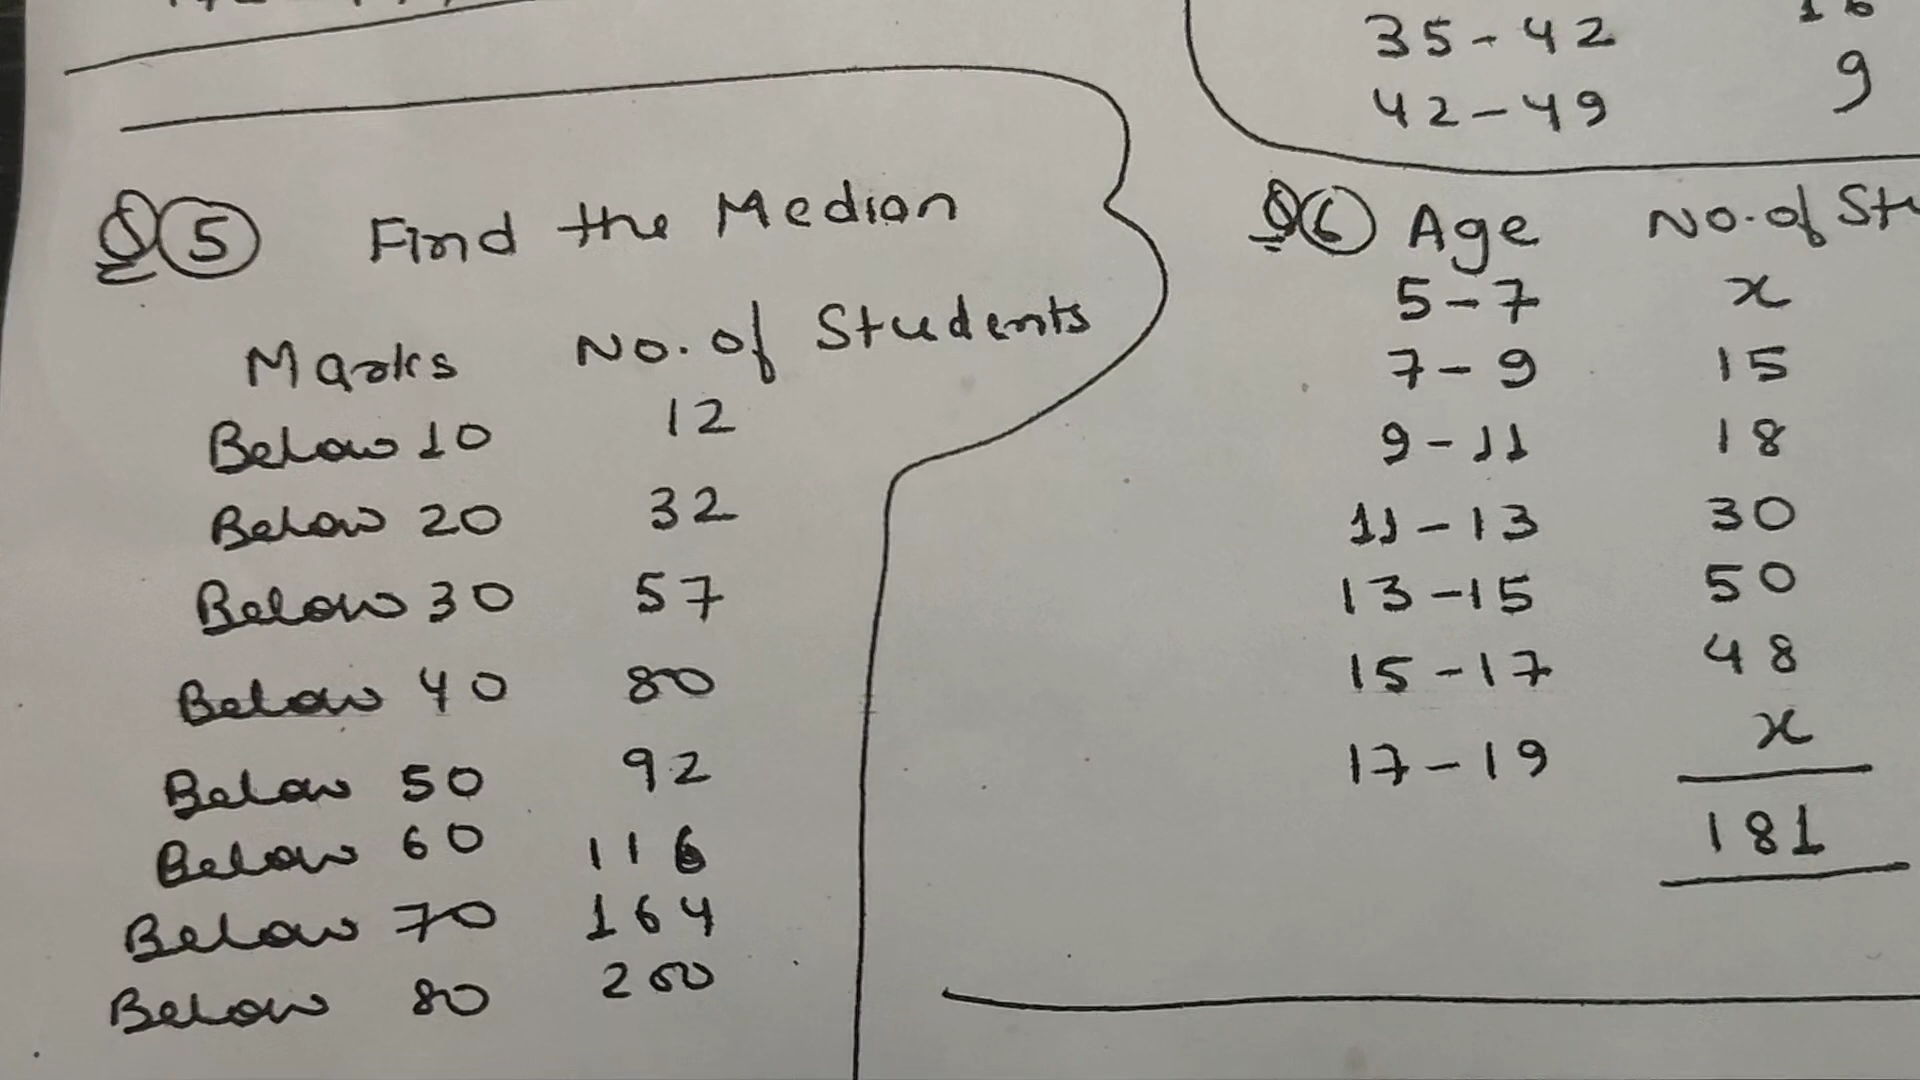 35-42
42-49 9
Q5 Find the Median
Marks No. of Students
Below 10 12
Below 20 32
Below 30 57
Below 40 80
Below 50 92
Below 60 116
Below 70 164
Below 80 200
Q6 Age No. of Stu
5-7 x
7-9 15
9-11 18
11-13 30
13-15 50
15-17 48
17-19 x
181